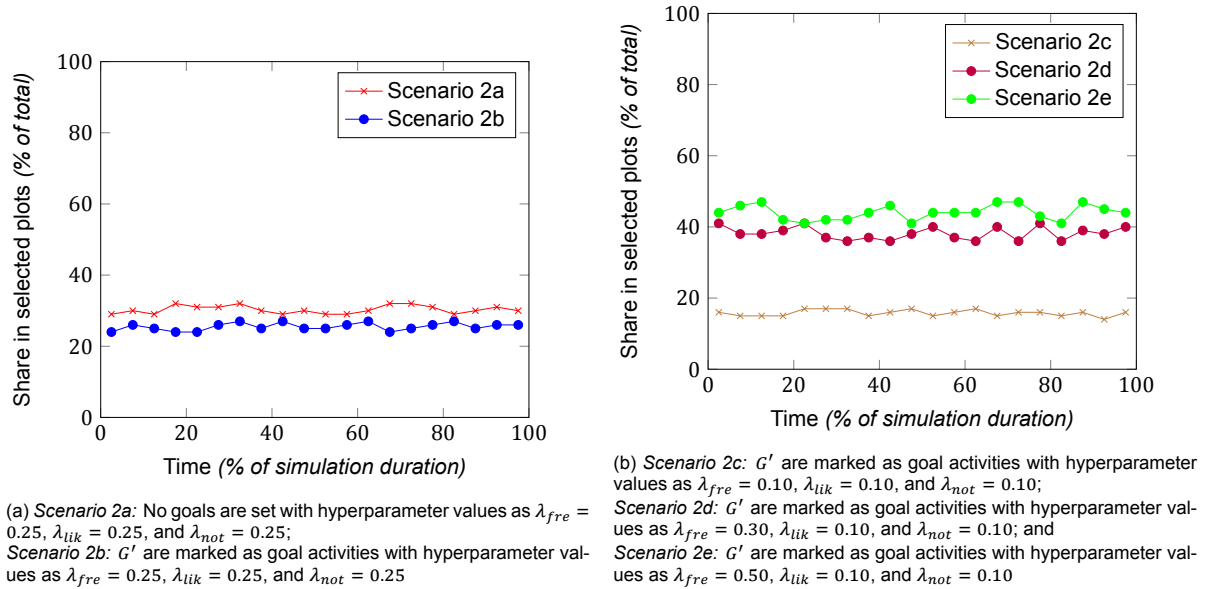 100
80
60
40
20
0
0 20 40 60 80 100
Share in selected plots (% of total)
Time (% of simulation duration)
Scenario 2a
Scenario 2b
(a) Scenario 2a: No goals are set with hyperparameter values as λfre =
0.25, λlik = 0.25, and λnot = 0.25;
Scenario 2b: G′ are marked as goal activities with hyperparameter val-
ues as λfre = 0.25, λlik = 0.25, and λnot = 0.25
100
80
60
40
20
0
0 20 40 60 80 100
Share in selected plots (% of total)
Time (% of simulation duration)
Scenario 2c
Scenario 2d
Scenario 2e
(b) Scenario 2c: G′ are marked as goal activities with hyperparameter
values as λfre = 0.10, λlik = 0.10, and λnot = 0.10;
Scenario 2d: G′ are marked as goal activities with hyperparameter val-
ues as λfre = 0.30, λlik = 0.10, and λnot = 0.10; and
Scenario 2e: G′ are marked as goal activities with hyperparameter val-
ues as λfre = 0.50, λlik = 0.10, and λnot = 0.10